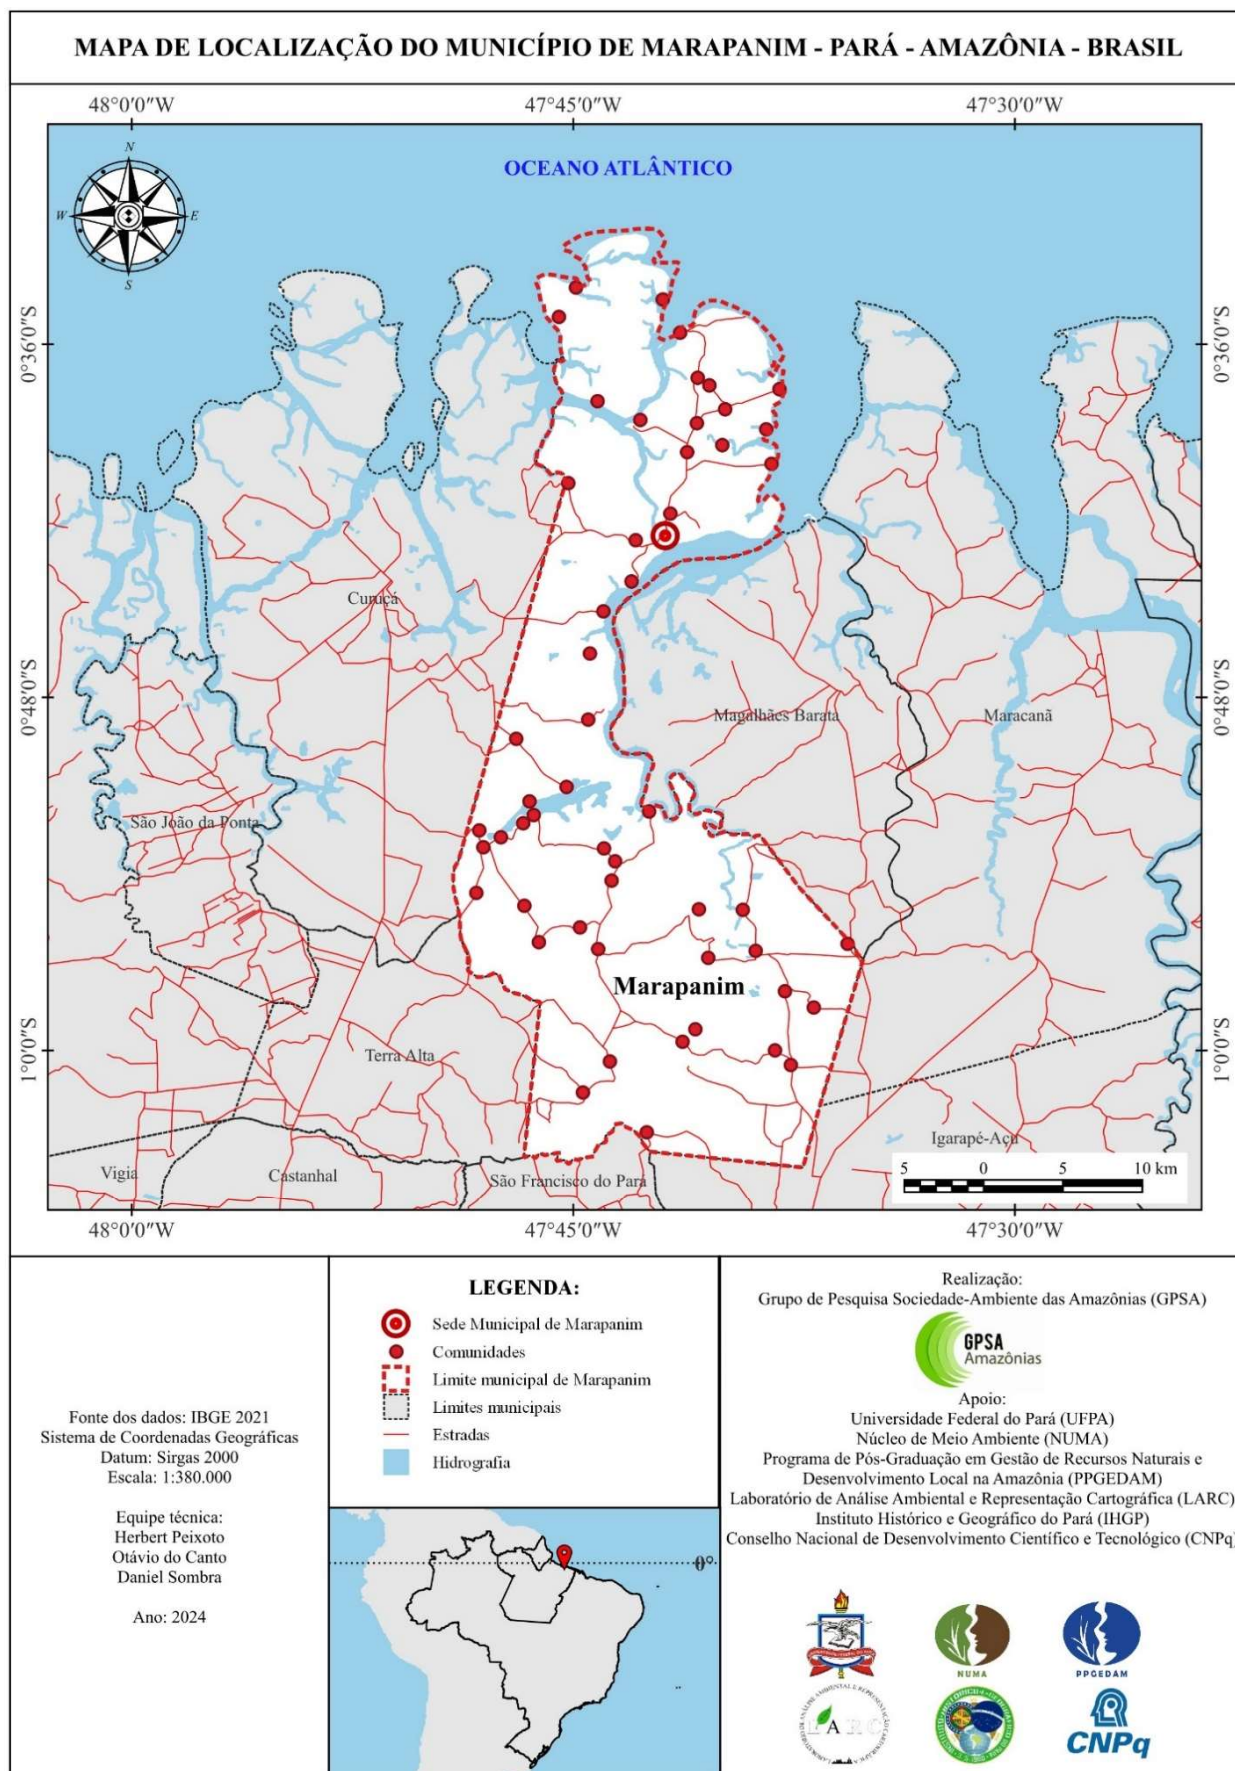 MAPA DE LOCALIZAÇÃO DO MUNICÍPIO DE MARAPANIM - PARÁ - AMAZÔNIA - BRASIL
48°0'0"W
47°45'0"W
47°30'0"W
OCEANO ATLÂNTICO
N
W
E
S
0°36'0"S
0°36'0"S
Curuçá
0°48'0"S
0°48'0"S
Magalhães Barata
Maracanã
São João da Ponta
Marapanim
1°0'0"S
1°0'0"S
Terra Alta
Igarapé-Açu
Vigia
Castanhal
São Francisco do Pará
5 0 5 10 km
48°0'0"W
47°45'0"W
47°30'0"W
Fonte dos dados: IBGE 2021
Sistema de Coordenadas Geográficas
Datum: Sirgas 2000
Escala: 1:380.000
Equipe técnica:
Herbert Peixoto
Otávio do Canto
Daniel Sombra
Ano: 2024
LEGENDA:
Sede Municipal de Marapanim
Comunidades
Limite municipal de Marapanim
Limites municipais
Estradas
Hidrografia
0°
Realização:
Grupo de Pesquisa Sociedade-Ambiente das Amazônias (GPSA)
GPSA
Amazônias
Apoio:
Universidade Federal do Pará (UFPA)
Núcleo de Meio Ambiente (NUMA)
Programa de Pós-Graduação em Gestão de Recursos Naturais e
Desenvolvimento Local na Amazônia (PPGEDAM)
Laboratório de Análise Ambiental e Representação Cartográfica (LARC)
Instituto Histórico e Geográfico do Pará (IHGP)
Conselho Nacional de Desenvolvimento Científico e Tecnológico (CNPq)
NUMA
PPGEDAM
LARC
CNPq